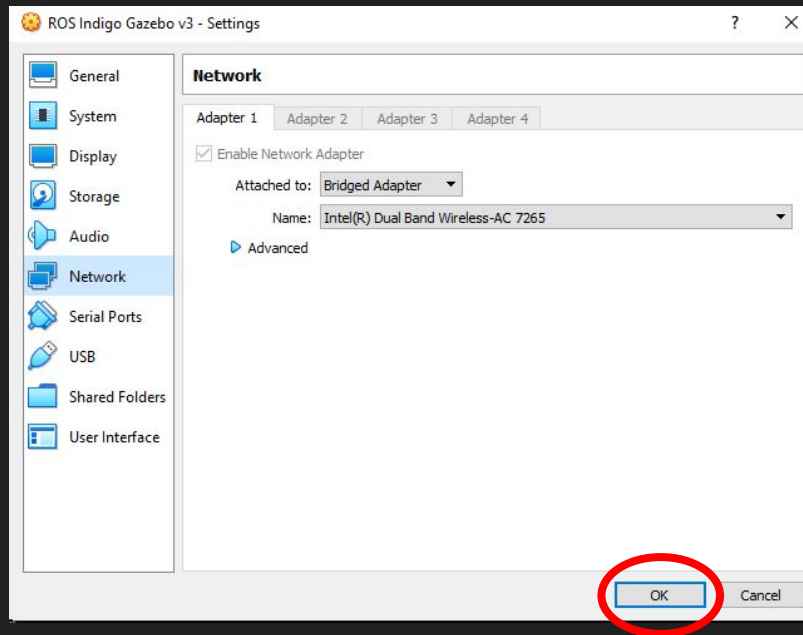 ROS Indigo Gazebo v3 - Settings
? ×
General
System
Display
Storage
Audio
Network
Serial Ports
USB
Shared Folders
User Interface
Network
Adapter 1 Adapter 2 Adapter 3 Adapter 4
Enable Network Adapter
Attached to: Bridged Adapter
Name: Intel(R) Dual Band Wireless-AC 7265
Advanced
OK Cancel